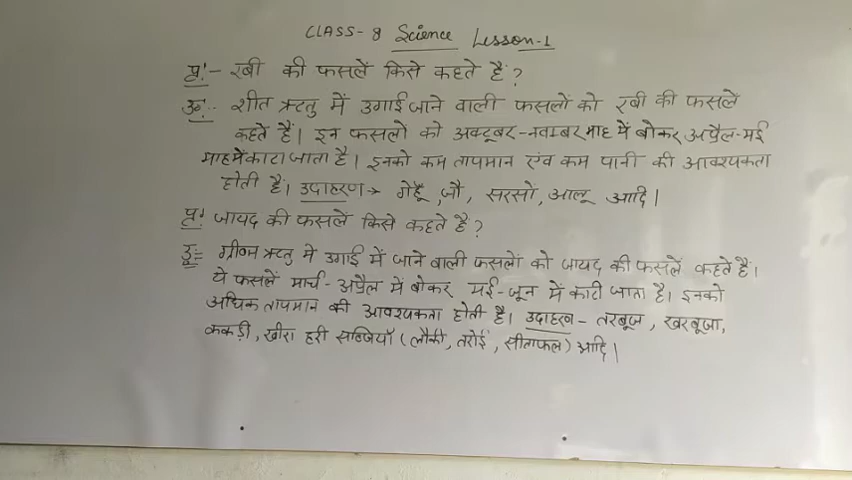 CLASS- 8 Science Lesson-1
प्र:- रबी की फसलें किसे कहते हैं?
उ:- शीत ऋतु में उगाई जाने वाली फसलों को रबी की फसलें
कहते हैं। इन फसलो को अक्टूबर-नवम्बर माह में बोकर अप्रैल-मई
माह में काटा जाता है। इनको कम तापमान एंव कम पानी की आवश्यकता
होती हैं। उदाहरण → गेहूँ, जौ, सरसों, आलू आदि।
प्र: जायद की फसलें किसे कहते है?
उ:= ग्रीष्म ऋतु मे उगाई में जाने वाली फसलों को जायद की फसलें कहते हैं।
ये फसलें मार्च-अप्रैल में बोकर मई-जून में काटी जाता है। इनको
अधिक तापमान की आवश्यकता होती है। उदाहरण- तरबूज, खरबूजा,
ककड़ी, खीरा हरी सब्जियाँ (लौकी, तरोई, सीताफल) आदि।